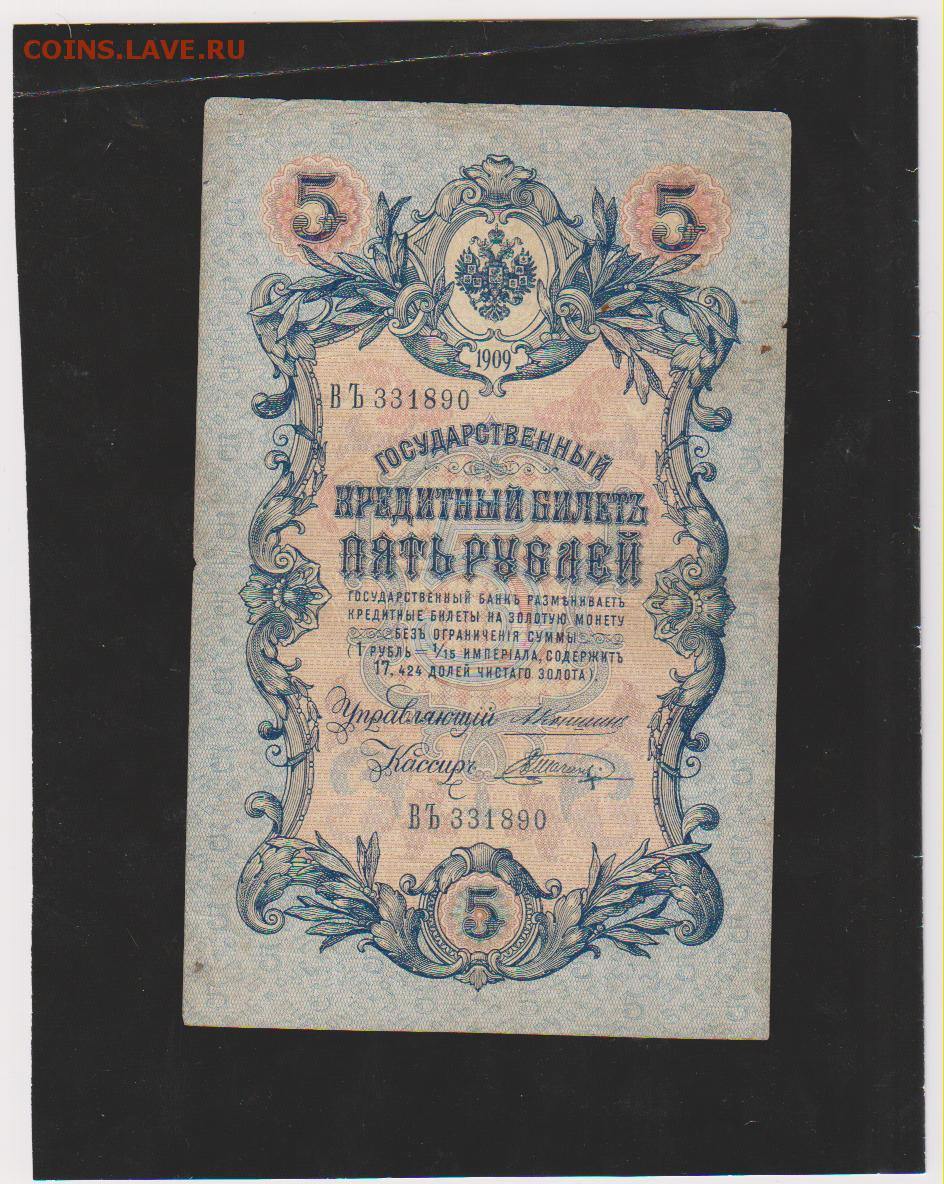 COINS.LAVE.RU
5 5
1909
ВЪ 331890
ГОСУДАРСТВЕННЫЙ
КРЕДИТНЫЙ БИЛЕТЪ
ПЯТЬ РУБЛЕЙ
ГОСУДАРСТВЕННЫЙ БАНКЪ РАЗМѢНИВАЕТЪ
КРЕДИТНЫЕ БИЛЕТЫ НА ЗОЛОТУЮ МОНЕТУ
БЕЗЪ ОГРАНИЧЕНІЯ СУММЫ
(1 РУБЛЬ = 1/15 ИМПЕРІАЛА, СОДЕРЖИТЪ
17,424 ДОЛЕЙ ЧИСТАГО ЗОЛОТА).
Управляющій
Кассиръ
ВЪ 331890
5